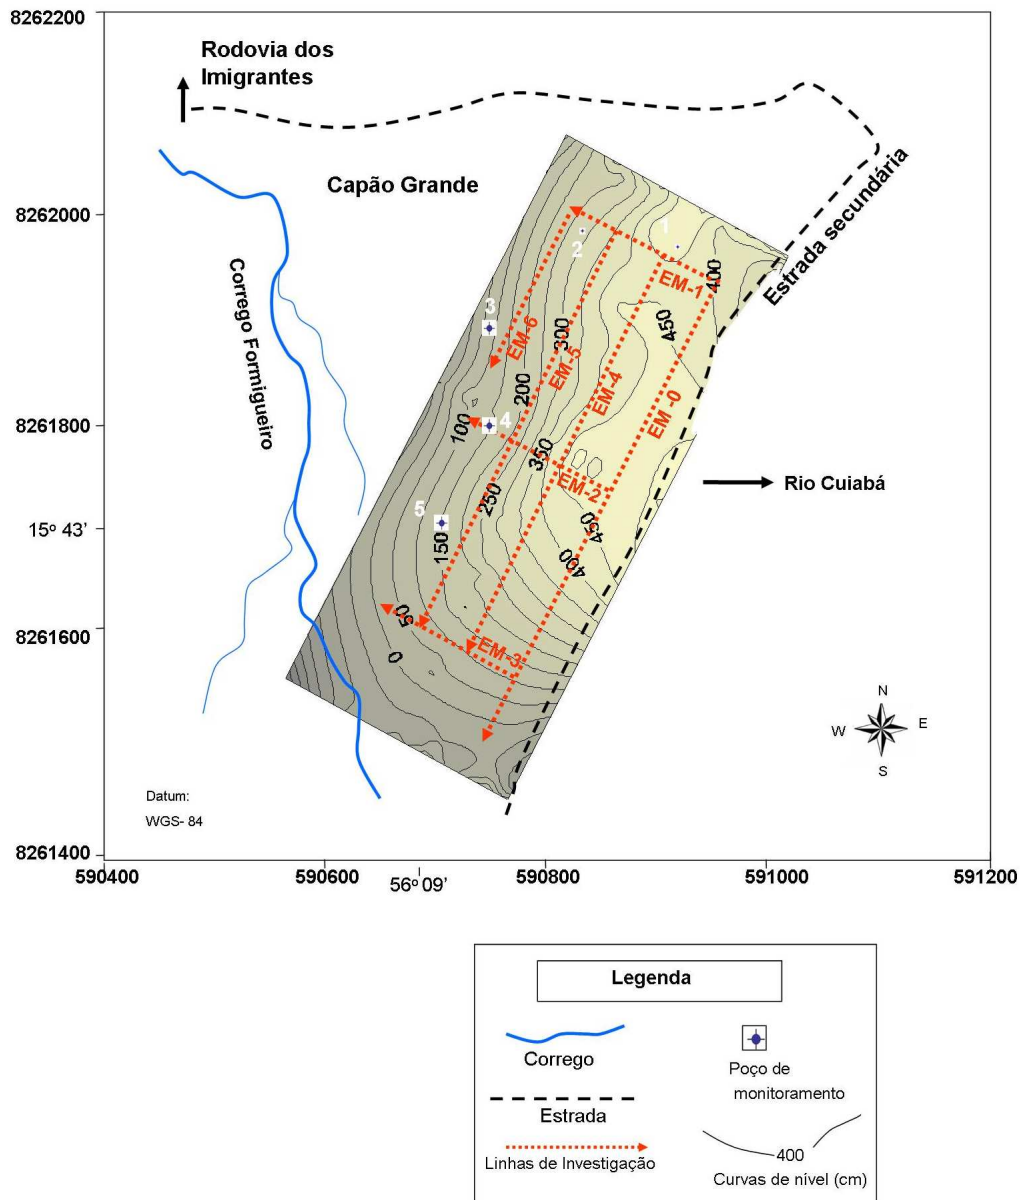 8262200
Rodovia dos
Imigrantes
Capão Grande
Estrada secundária
8262000
1
2
EM-1
400
Corrego Formigueiro
3
EM-6
300
EM-5
450
EM-4
EM -0
200
8261800
100
4
350
EM-2
Rio Cuiabá
250
5
15º 43’
150
450
400
50
8261600
EM-3
0
N
W
E
S
Datum:
WGS- 84
8261400
590400
590600
56º 09’
590800
591000
591200
Legenda
Corrego
Poço de
monitoramento
Estrada
400
Linhas de Investigação
Curvas de nível (cm)